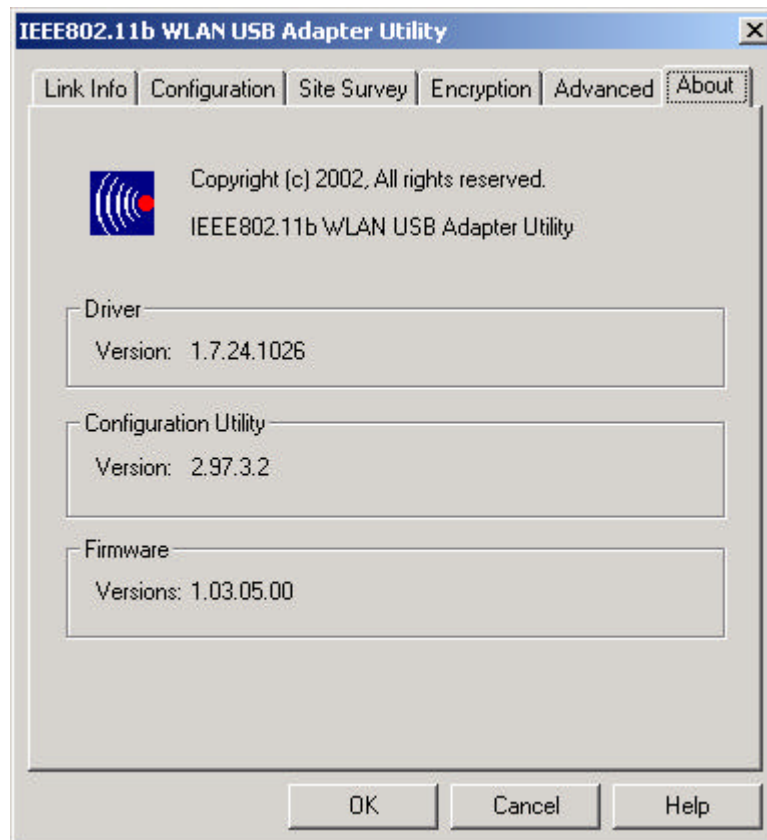 IEEE802.11b WLAN USB Adapter Utility
Link Info Configuration Site Survey Encryption Advanced About
Copyright (c) 2002, All rights reserved.
IEEE802.11b WLAN USB Adapter Utility
Driver
Version: 1.7.24.1026
Configuration Utility
Version: 2.97.3.2
Firmware
Versions: 1.03.05.00
OK Cancel Help